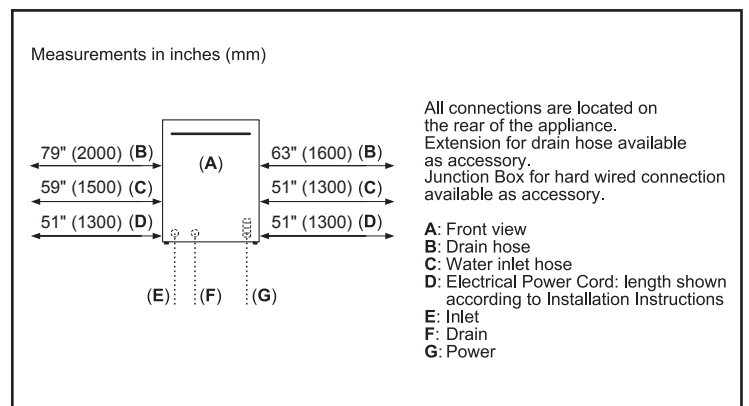 Measurements in inches (mm)
79" (2000) (B)
59" (1500) (C)
51" (1300) (D)
(A)
63" (1600) (B)
51" (1300) (C)
51" (1300) (D)
(E)
(F)
(G)
All connections are located on
the rear of the appliance.
Extension for drain hose available
as accessory.
Junction Box for hard wired connection
available as accessory.
A: Front view
B: Drain hose
C: Water inlet hose
D: Electrical Power Cord: length shown
according to Installation Instructions
E: Inlet
F: Drain
G: Power